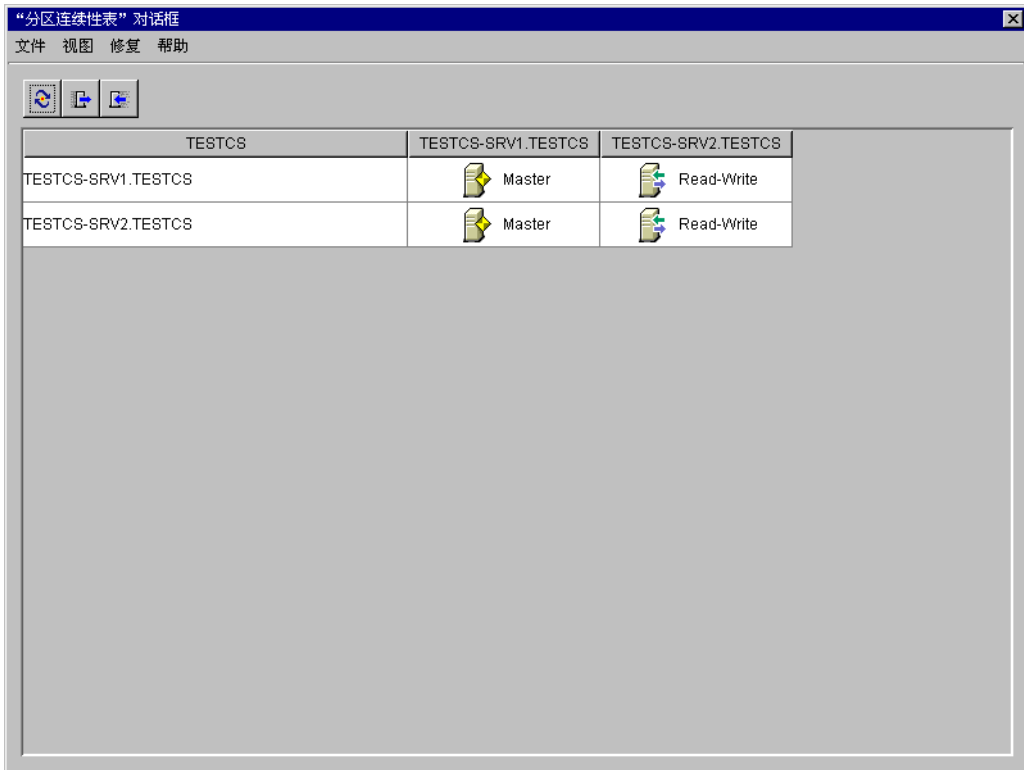 “分区连续性表”对话框
文件 视图 修复 帮助
TESTCS TESTCS-SRV1.TESTCS TESTCS-SRV2.TESTCS
TESTCS-SRV1.TESTCS Master Read-Write
TESTCS-SRV2.TESTCS Master Read-Write